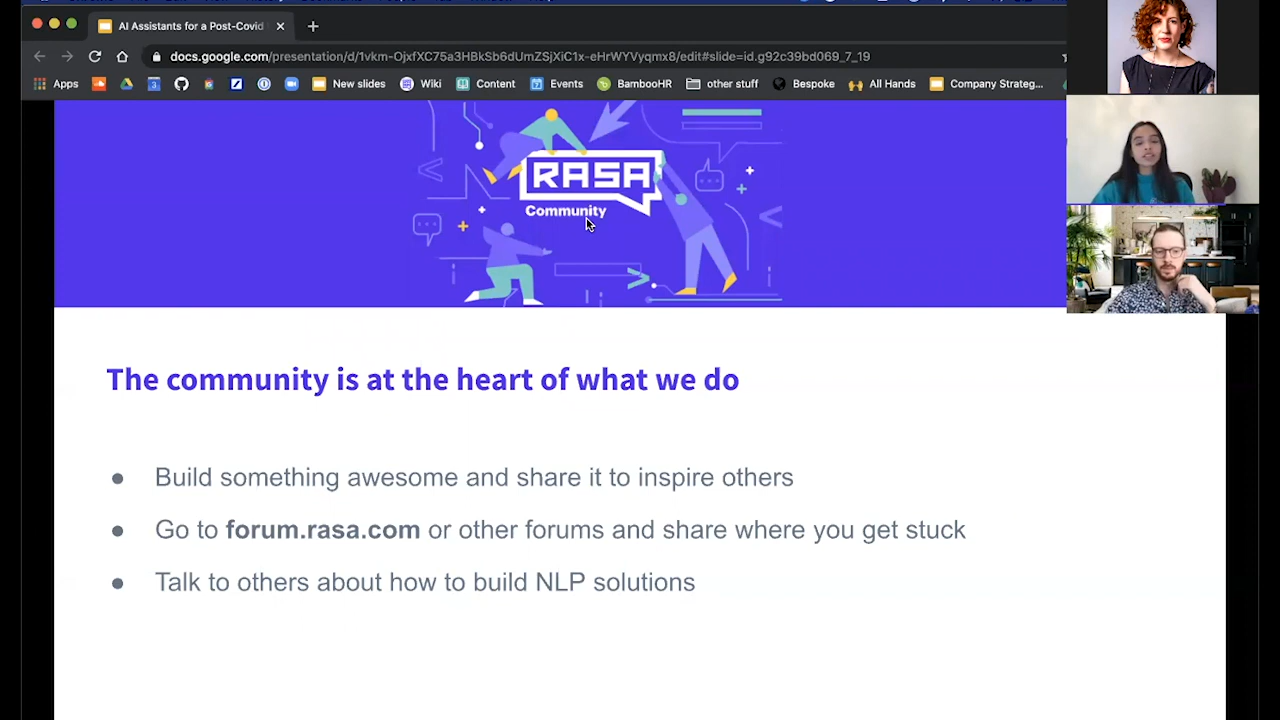 AI Assistants for a Post-Covid
docs.google.com/presentation/d/1vkm-OjxfXC75a3HBkSb6dUmZSjXiC1x-eHrWYVyqmx8/edit#slide=id.g92c39bd069_7_19
Apps New slides Wiki Content Events BambooHR other stuff Bespoke All Hands Company Strateg...
RASA
Community
The community is at the heart of what we do
● Build something awesome and share it to inspire others
● Go to forum.rasa.com or other forums and share where you get stuck
● Talk to others about how to build NLP solutions